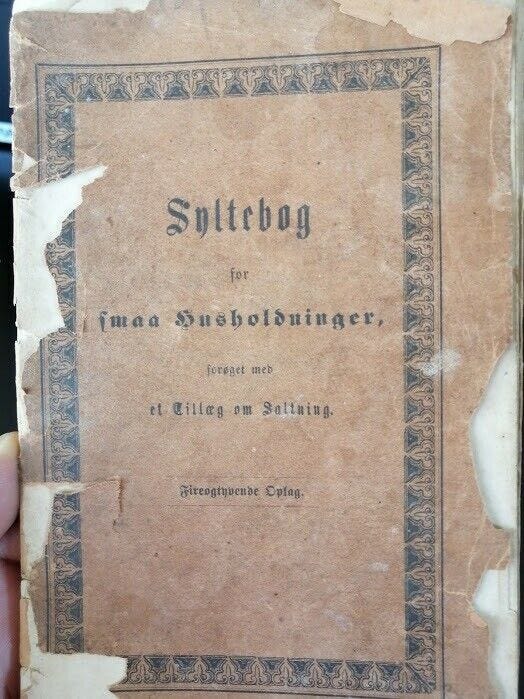 Syltebog
for
smaa Husholdninger,
forøget med
et Tillæg om Saltning.
Fireogtyvende Oplag.